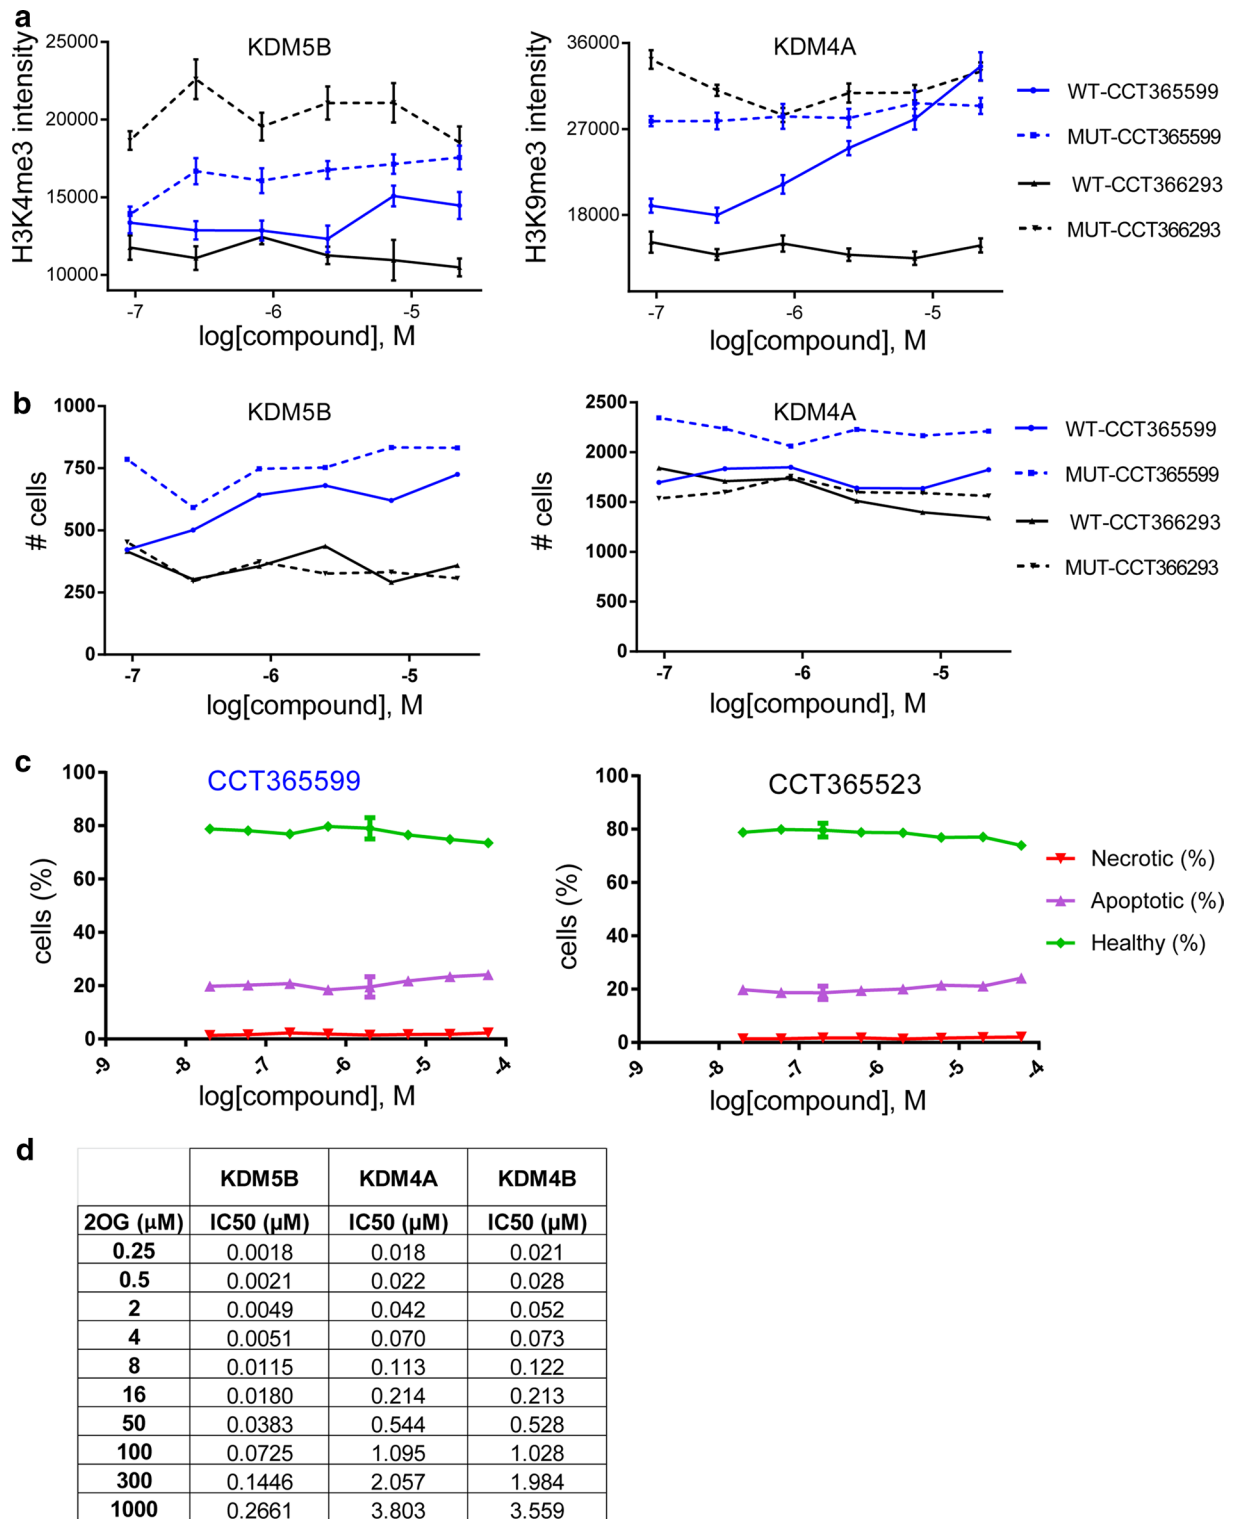 a
KDM5B
H3K4me3 intensity
25000
20000
15000
10000
-7
-6
-5
log[compound], M
KDM4A
H3K9me3 intensity
36000
27000
18000
-7
-6
-5
log[compound], M
WT-CCT365599
MUT-CCT365599
WT-CCT366293
MUT-CCT366293
b
KDM5B
# cells
1000
750
500
250
0
-7
-6
-5
log[compound], M
KDM4A
# cells
2500
2000
1500
1000
500
0
-7
-6
-5
log[compound], M
WT-CCT365599
MUT-CCT365599
WT-CCT366293
MUT-CCT366293
c
CCT365599
cells (%)
100
80
60
40
20
0
-9
-8
-7
-6
-5
-4
log[compound], M
CCT365523
cells (%)
100
80
60
40
20
0
-9
-8
-7
-6
-5
-4
log[compound], M
Necrotic (%)
Apoptotic (%)
Healthy (%)
d
KDM5B KDM4A KDM4B
2OG (µM) IC50 (µM) IC50 (µM) IC50 (µM)
0.25 0.0018 0.018 0.021
0.5 0.0021 0.022 0.028
2 0.0049 0.042 0.052
4 0.0051 0.070 0.073
8 0.0115 0.113 0.122
16 0.0180 0.214 0.213
50 0.0383 0.544 0.528
100 0.0725 1.095 1.028
300 0.1446 2.057 1.984
1000 0.2661 3.803 3.559